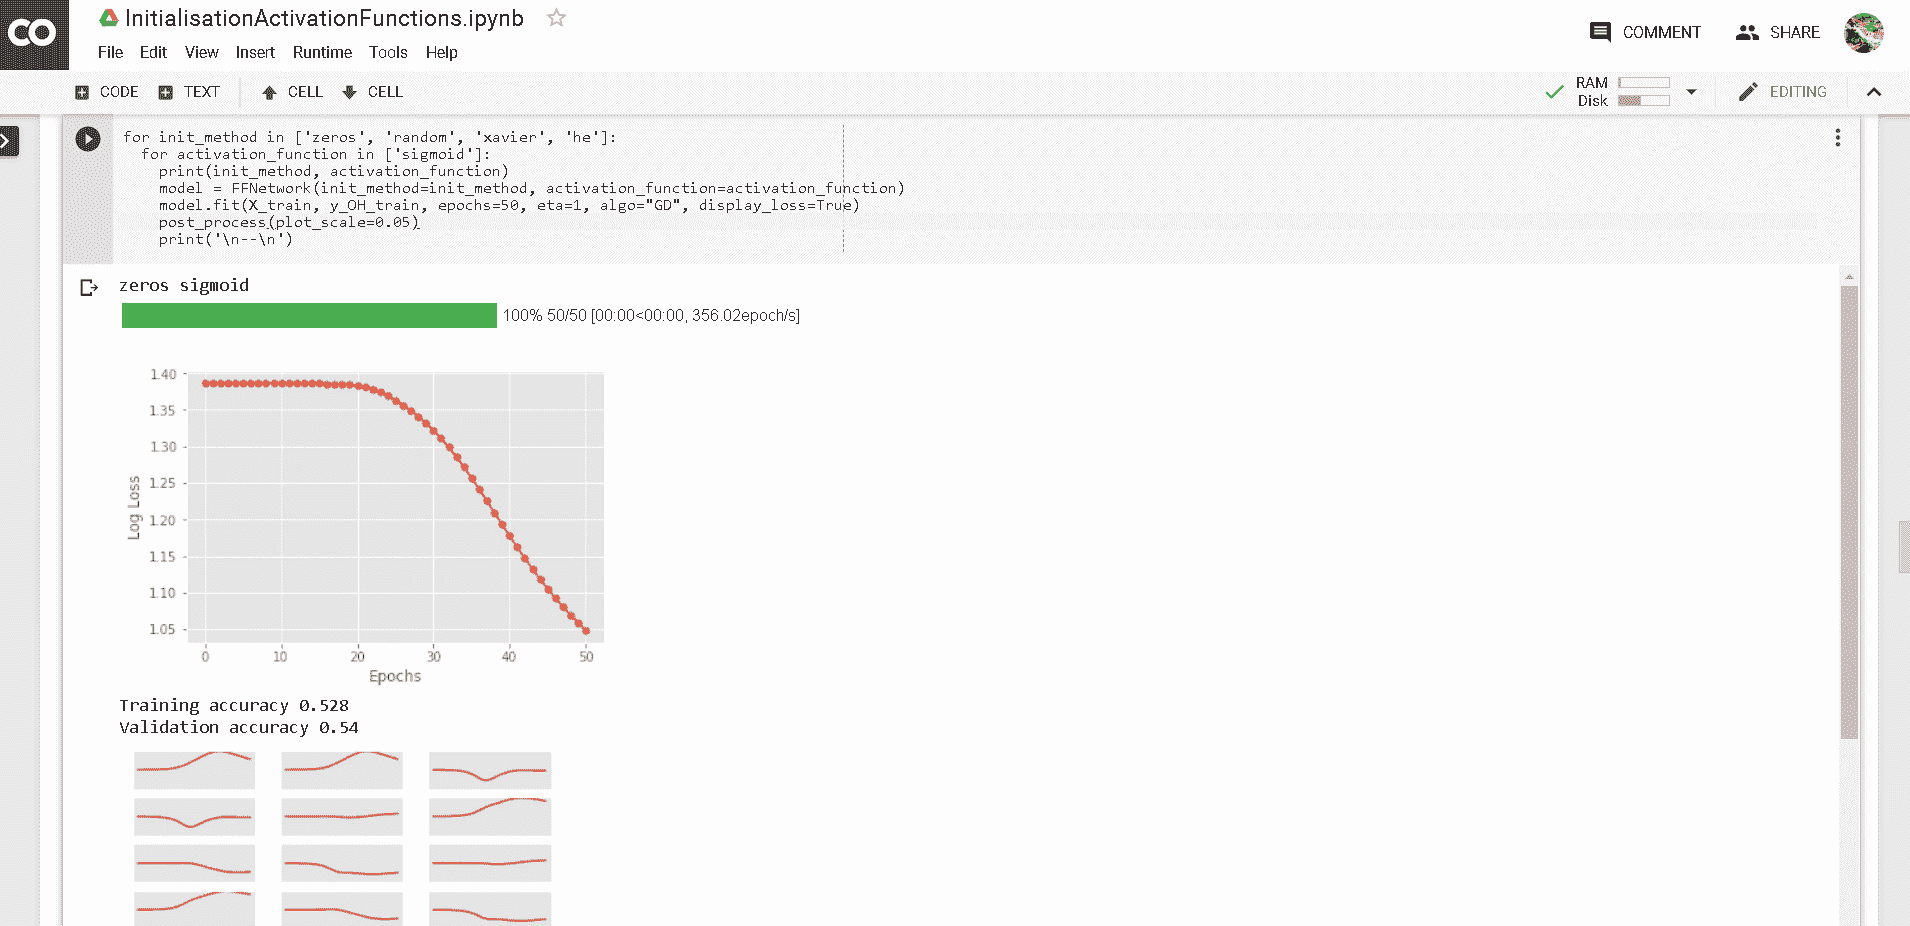 CO InitialisationActivationFunctions.ipynb
File Edit View Insert Runtime Tools Help
COMMENT SHARE
CODE TEXT CELL CELL
RAM
Disk
EDITING
for init_method in ['zeros', 'random', 'xavier', 'he']:
  for activation_function in ['sigmoid']:
    print(init_method, activation_function)
    model = FFNetwork(init_method=init_method, activation_function=activation_function)
    model.fit(X_train, y_OH_train, epochs=50, eta=1, algo="GD", display_loss=True)
    post_process(plot_scale=0.05)
    print('\n--\n')
zeros sigmoid
100% 50/50 [00:00<00:00, 356.02epoch/s]
1.40
1.35
1.30
1.25
1.20
1.15
1.10
1.05
Log Loss
0 10 20 30 40 50
Epochs
Training accuracy 0.528
Validation accuracy 0.54